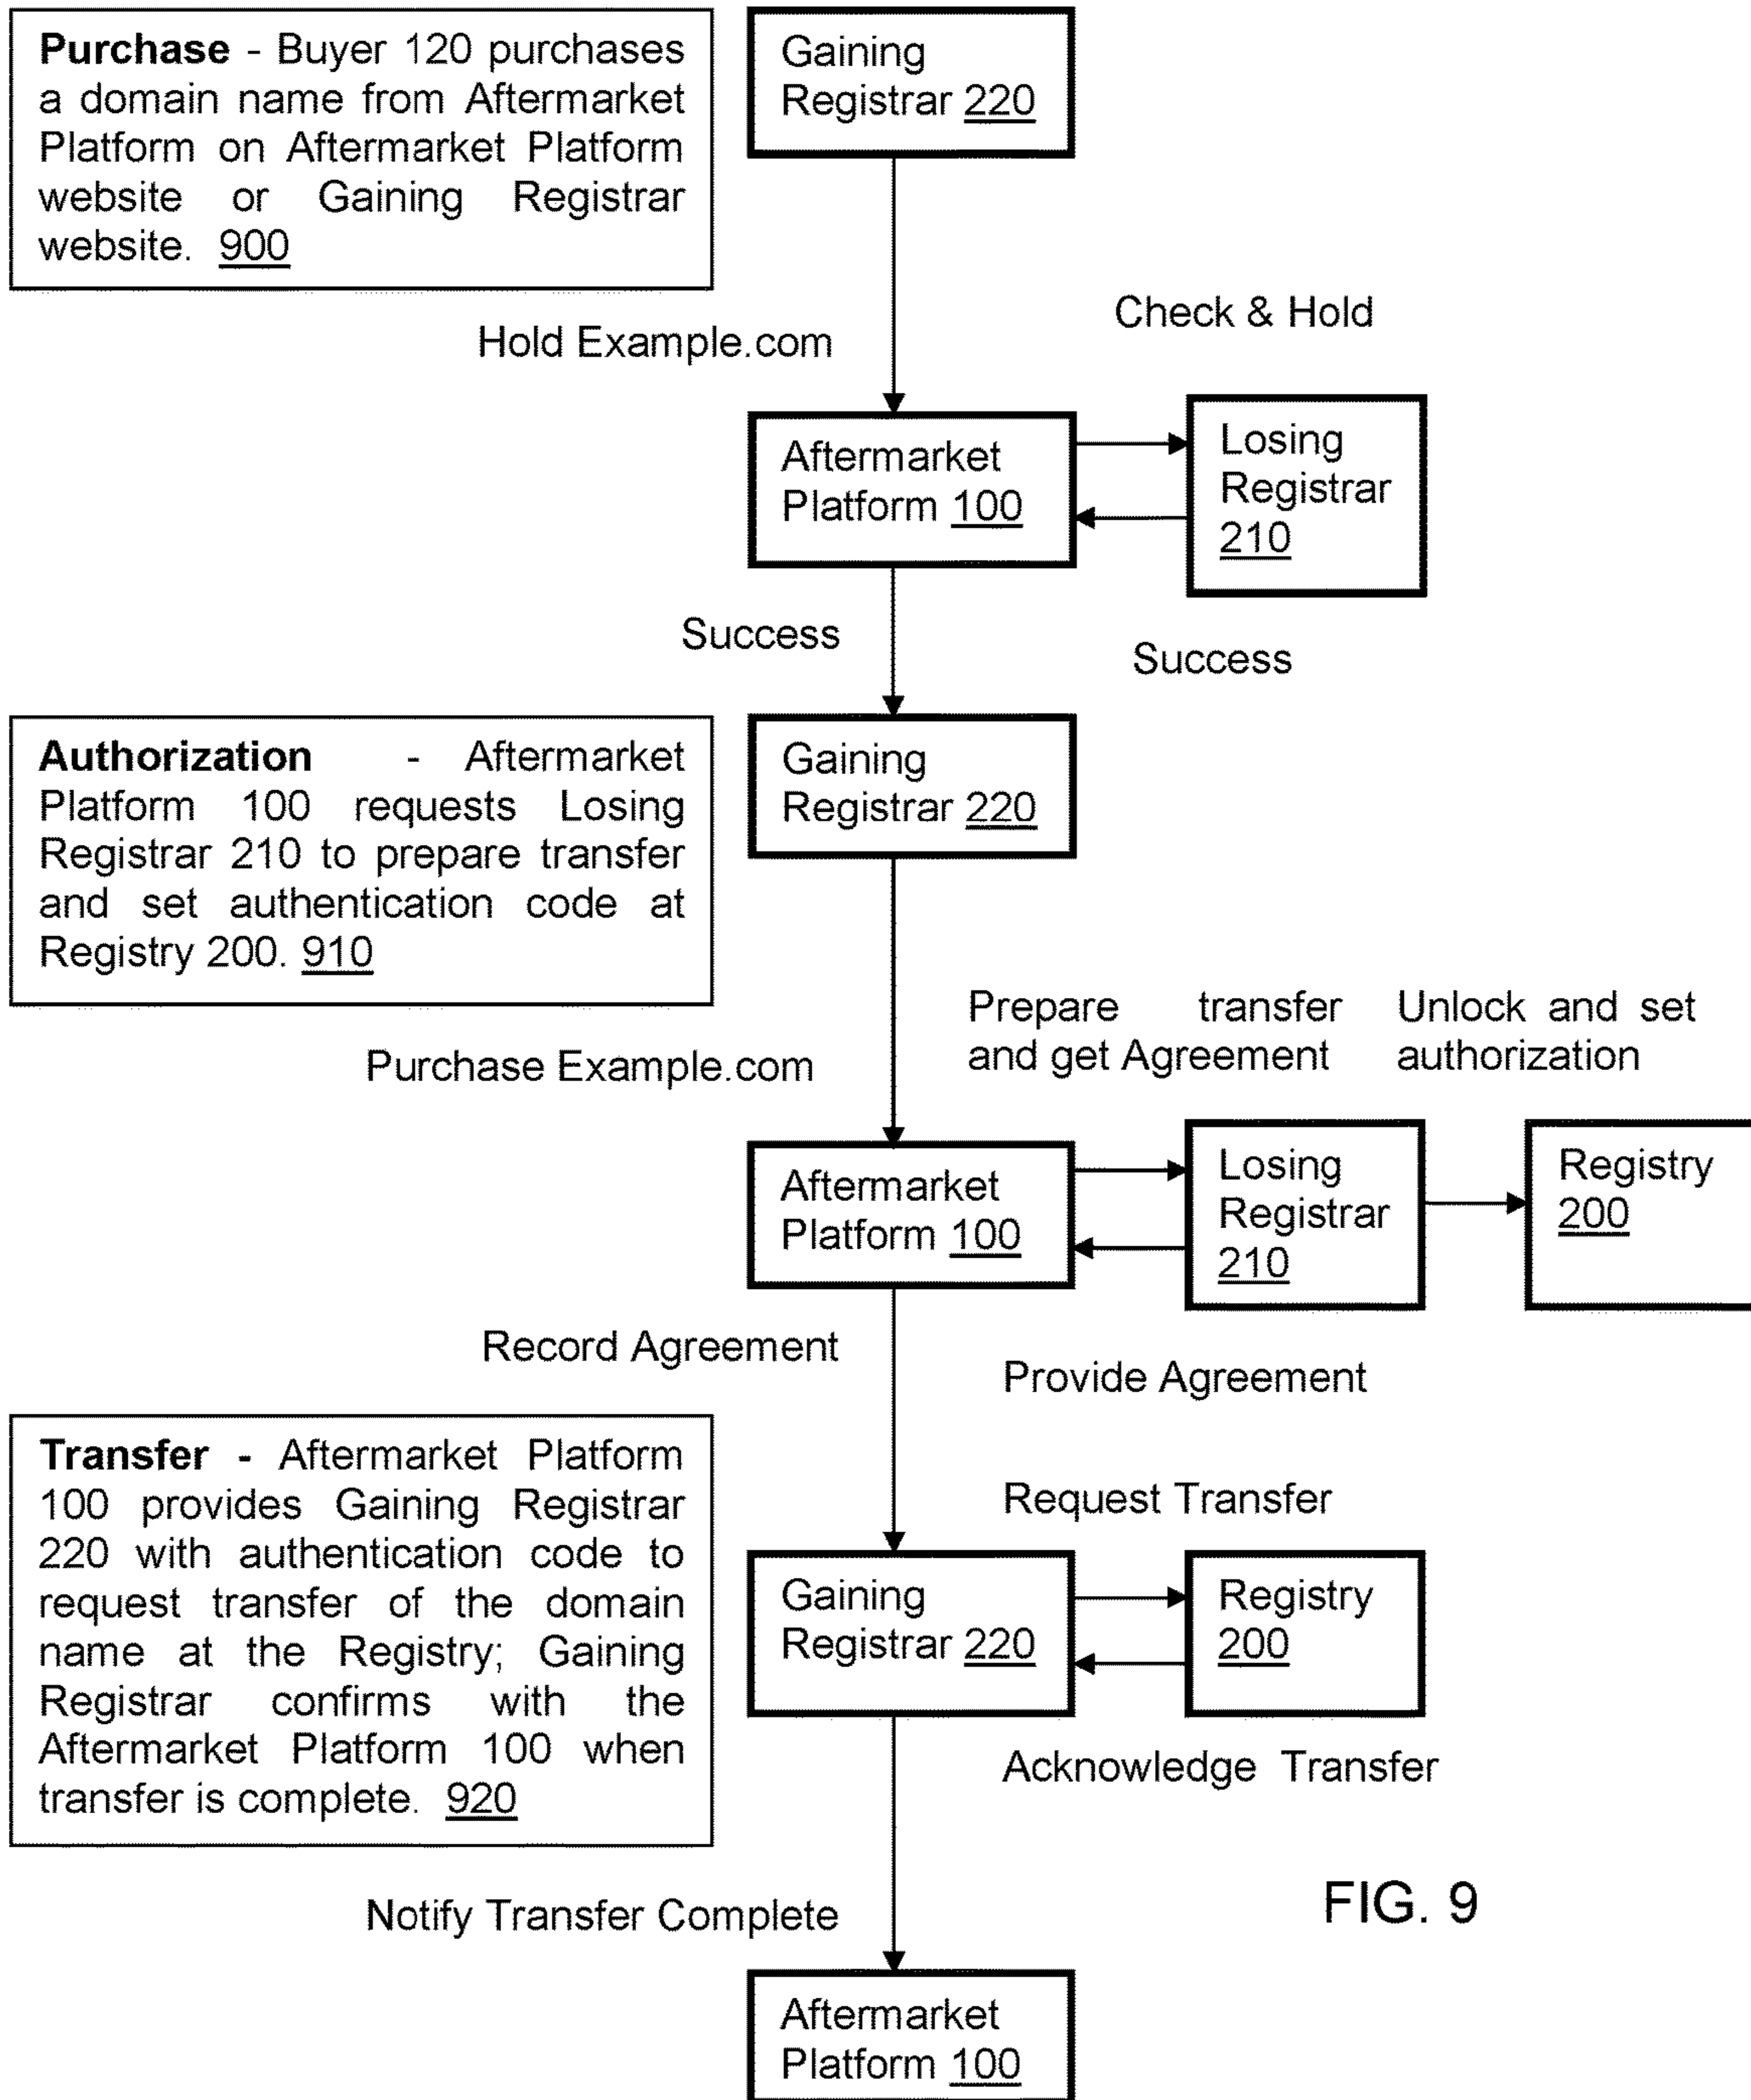 Purchase - Buyer 120 purchases
a domain name from Aftermarket
Platform on Aftermarket Platform
website or Gaining Registrar
website. 900
Gaining
Registrar 220
Hold Example.com
Check & Hold
Aftermarket
Platform 100
Losing
Registrar
210
Success
Success
Authorization - Aftermarket
Platform 100 requests Losing
Registrar 210 to prepare transfer
and set authentication code at
Registry 200. 910
Gaining
Registrar 220
Purchase Example.com
Prepare transfer
and get Agreement
Unlock and set
authorization
Aftermarket
Platform 100
Losing
Registrar
210
Registry
200
Record Agreement
Provide Agreement
Transfer - Aftermarket Platform
100 provides Gaining Registrar
220 with authentication code to
request transfer of the domain
name at the Registry; Gaining
Registrar confirms with the
Aftermarket Platform 100 when
transfer is complete. 920
Request Transfer
Gaining
Registrar 220
Registry
200
Acknowledge Transfer
Notify Transfer Complete
FIG. 9
Aftermarket
Platform 100